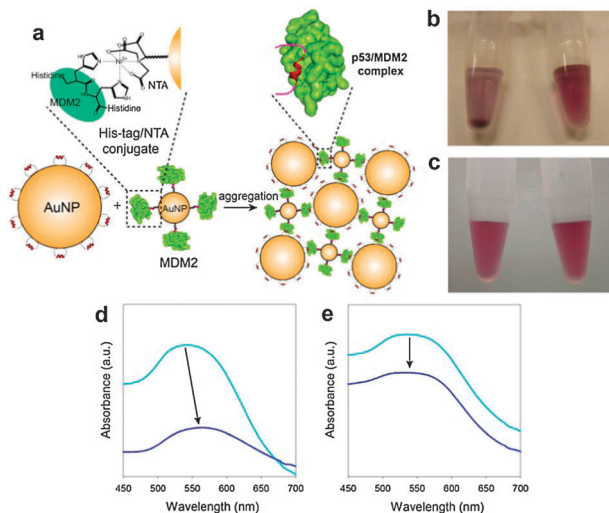 a
Histidine
MDM2
Histidine
Ni²⁺
NTA
His-tag/NTA
conjugate
p53/MDM2
complex
AuNP
+
AuNP
MDM2
aggregation
b
c
d
Absorbance (a.u.)
450 500 550 600 650 700
Wavelength (nm)
e
Absorbance (a.u.)
450 500 550 600 650 700
Wavelength (nm)